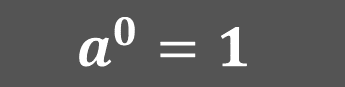 a⁰ = 1